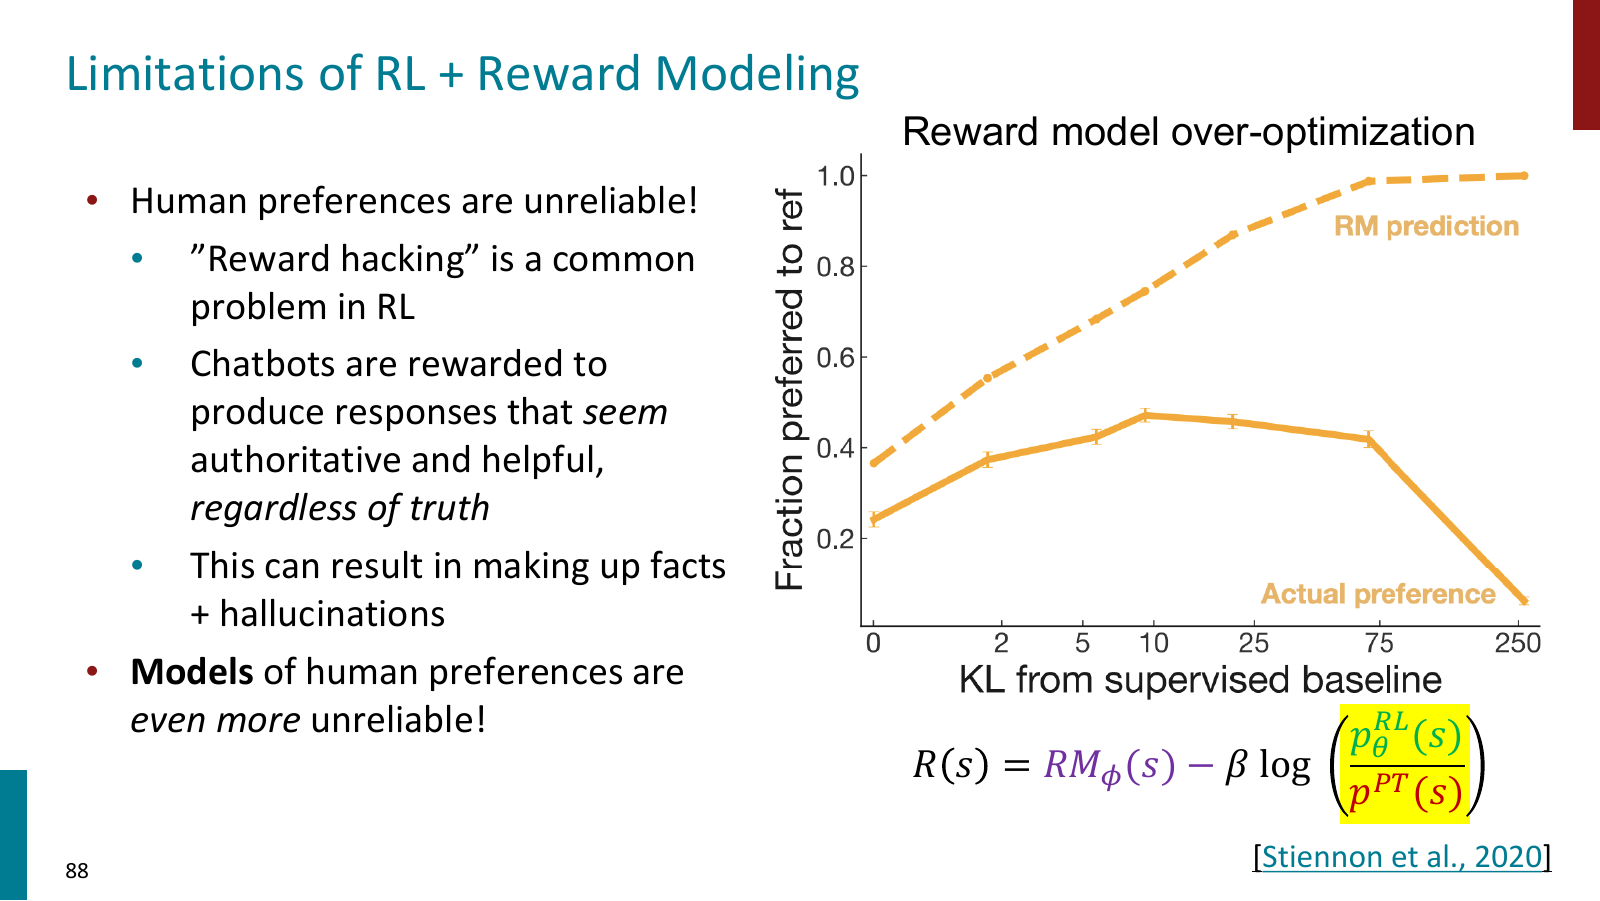 Limitations of RL + Reward Modeling
• Human preferences are unreliable!
• ”Reward hacking” is a common
problem in RL
• Chatbots are rewarded to
produce responses that seem
authoritative and helpful,
regardless of truth
• This can result in making up facts
+ hallucinations
• Models of human preferences are
even more unreliable!
Reward model over-optimization
Fraction preferred to ref
1.0
0.8
0.6
0.4
0.2
RM prediction
Actual preference
0 2 5 10 25 75 250
KL from supervised baseline
R(s) = RM_ϕ(s) − β log (p_θ^{RL}(s) / p^{PT}(s))
[Stiennon et al., 2020]
88